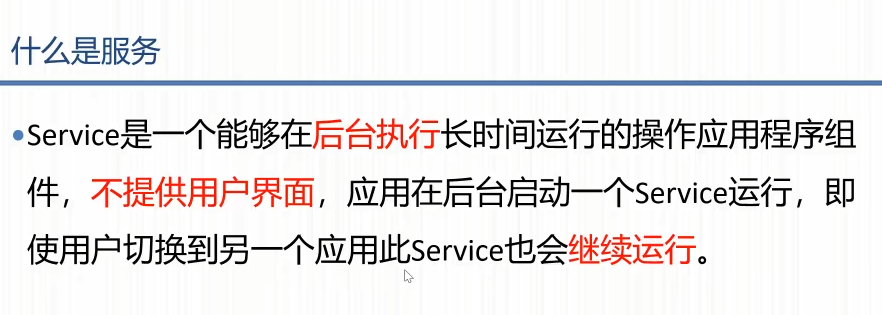 什么是服务
•Service是一个能够在后台执行长时间运行的操作应用程序组
件，不提供用户界面，应用在后台启动一个Service运行，即
使用户切换到另一个应用此Service也会继续运行。